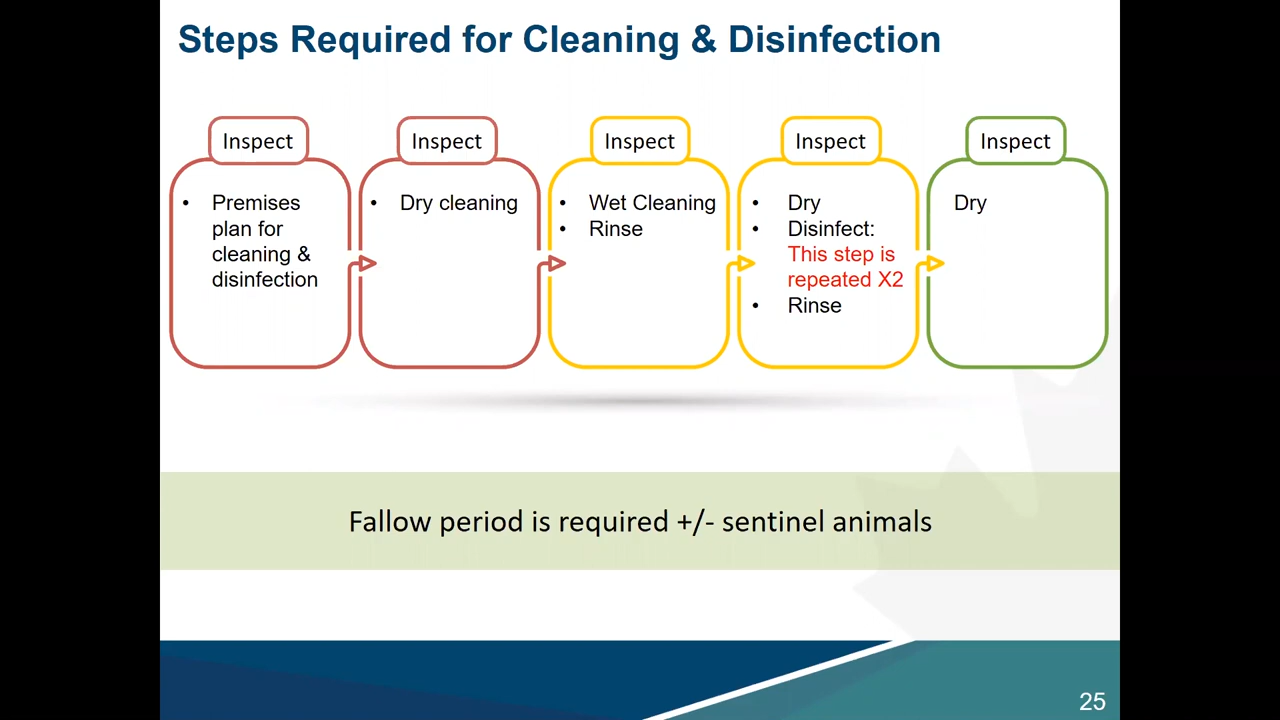 Steps Required for Cleaning & Disinfection
Inspect
• Premises
plan for
cleaning &
disinfection
Inspect
• Dry cleaning
Inspect
• Wet Cleaning
• Rinse
Inspect
• Dry
• Disinfect:
This step is
repeated X2
• Rinse
Inspect
Dry
Fallow period is required +/- sentinel animals
25